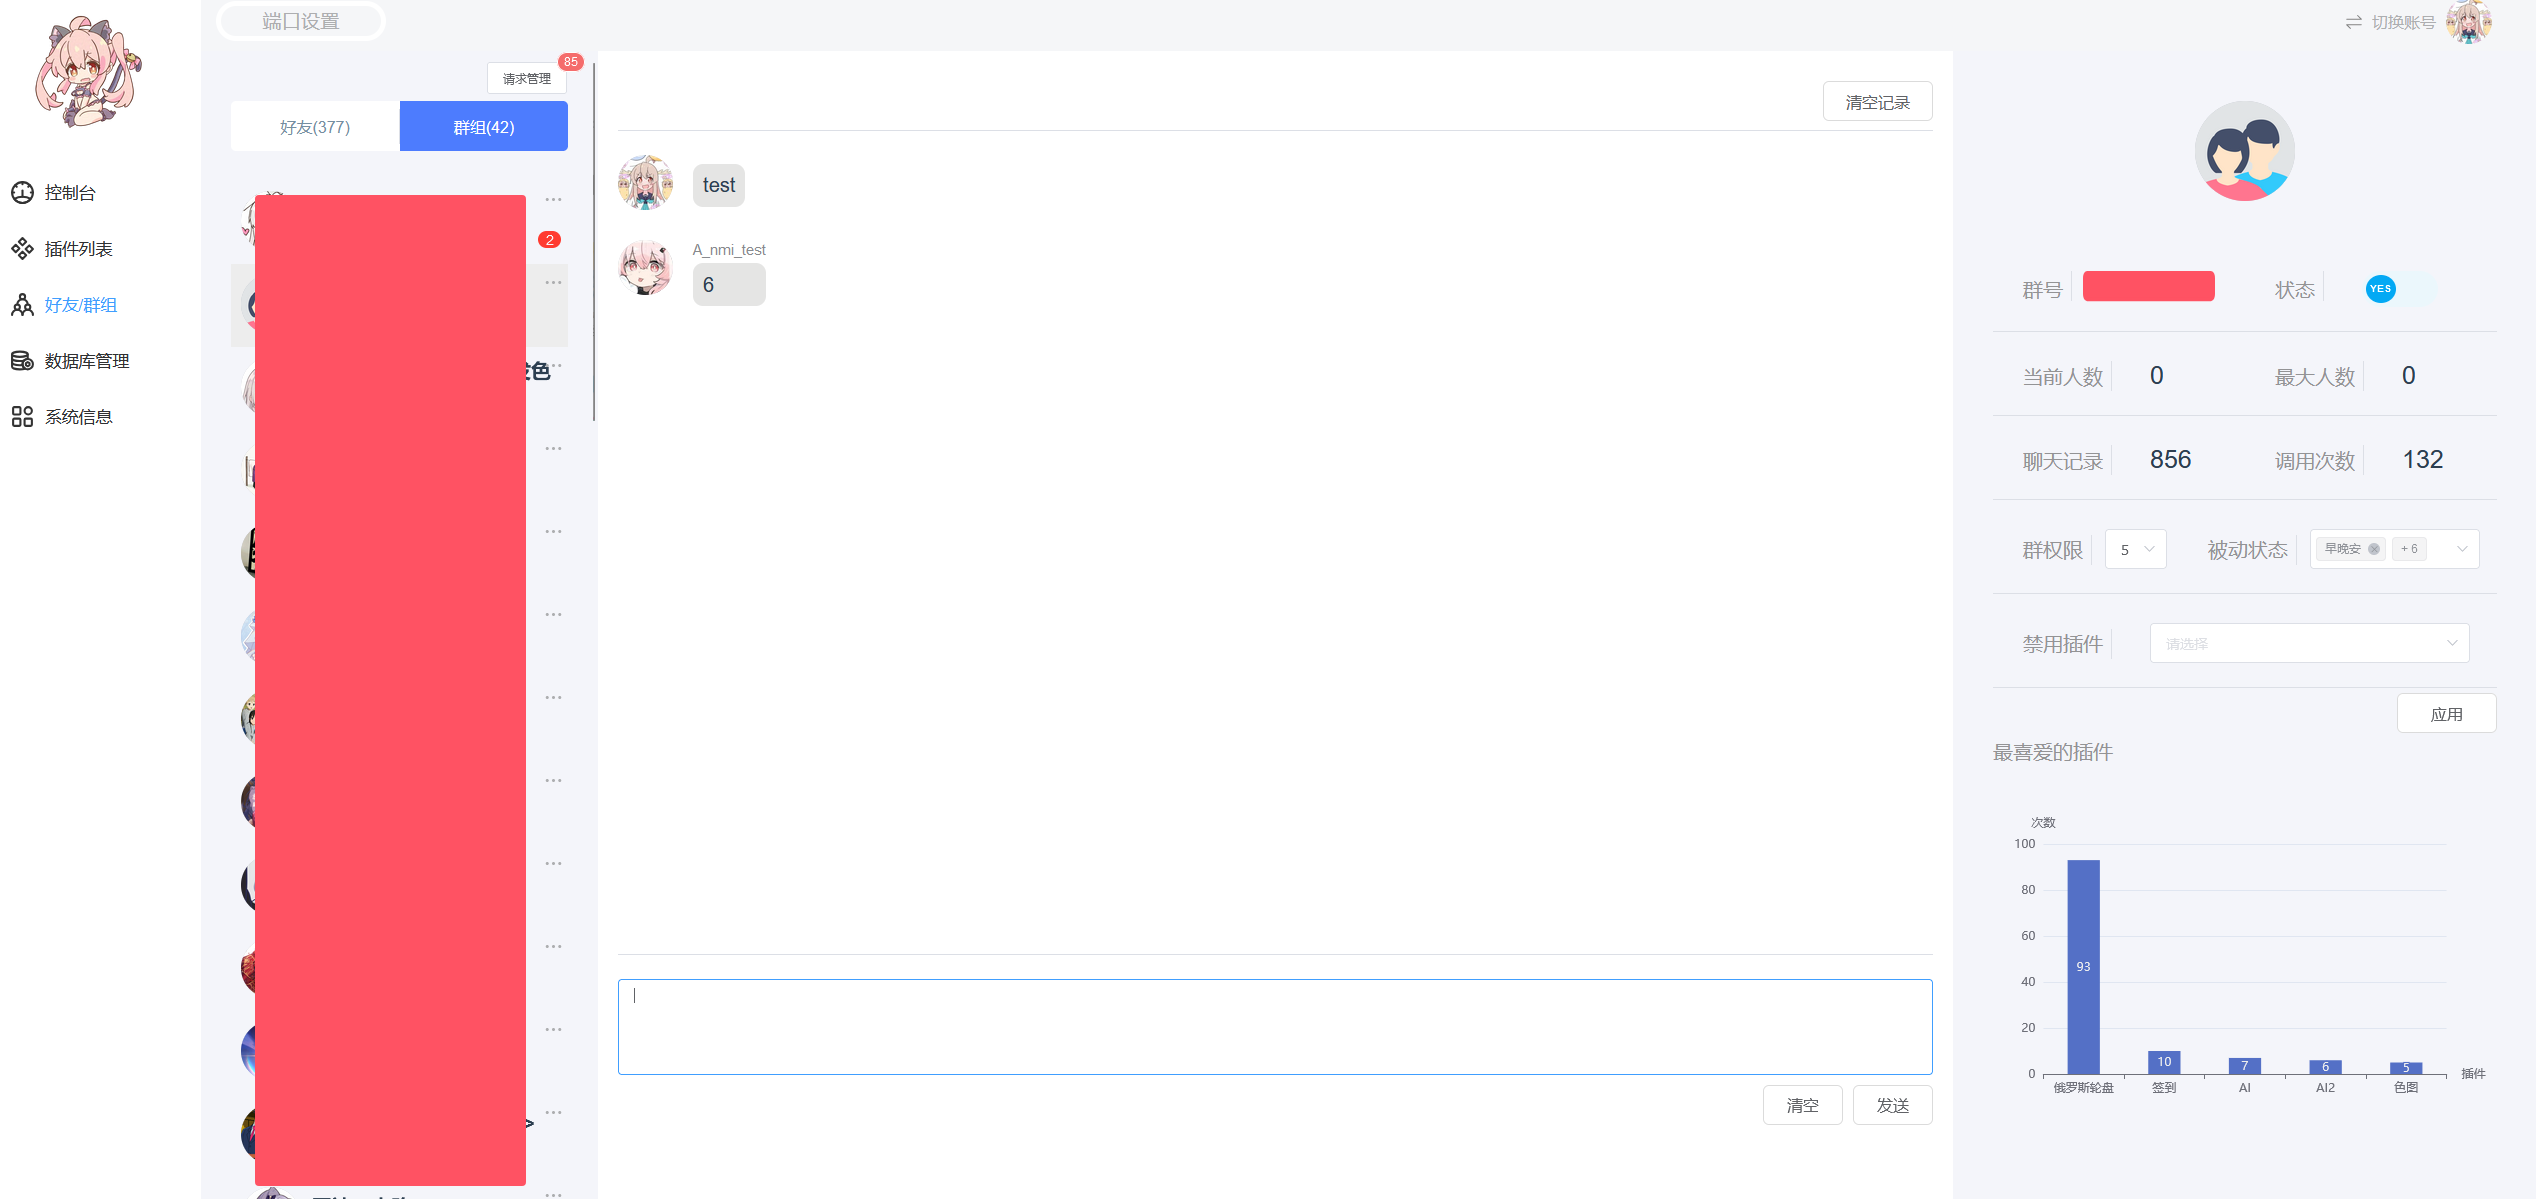 端口设置
切换账号
控制台
插件列表
好友/群组
数据库管理
系统信息
请求管理
85
好友(377)
群组(42)
2
色
>
清空记录
test
A_nmi_test
6
清空
发送
群号
状态
YES
当前人数
0
最大人数
0
聊天记录
856
调用次数
132
群权限
5
被动状态
早晚安
+ 6
禁用插件
请选择
应用
最喜爱的插件
次数
100
80
60
40
20
0
93
10
7
6
5
俄罗斯轮盘
签到
AI
AI2
色图
插件